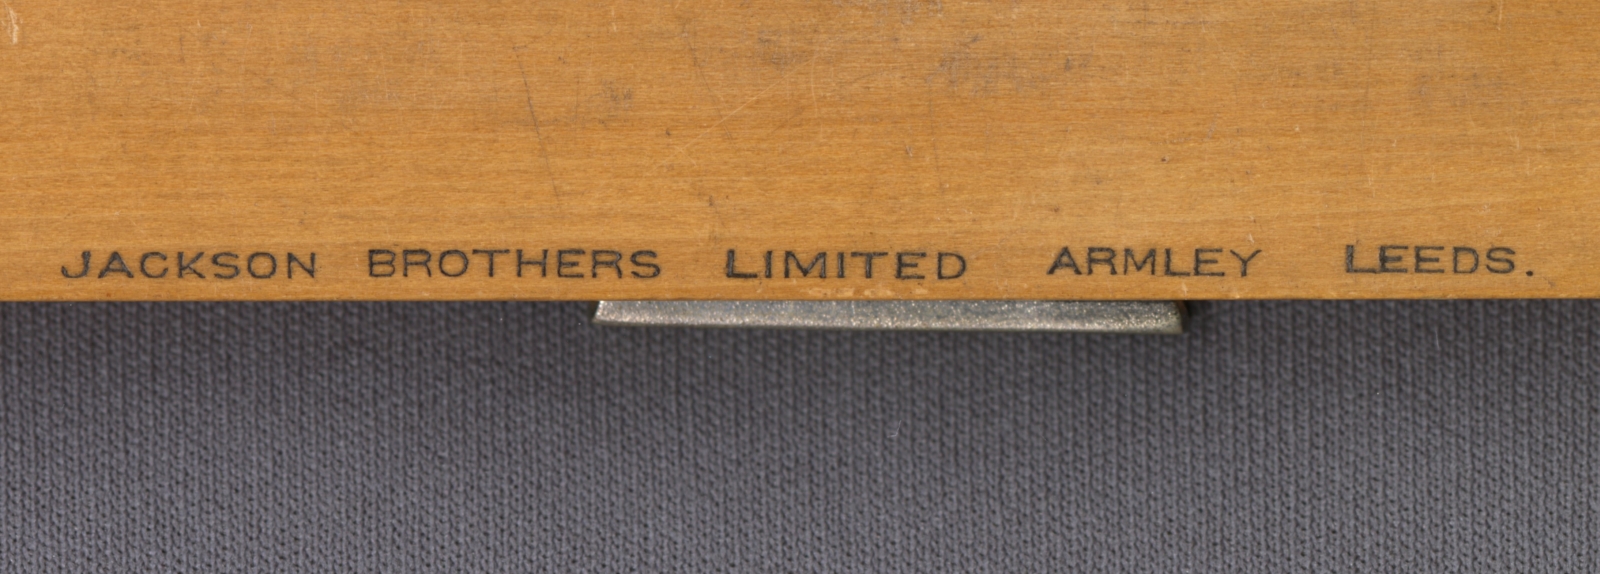 JACKSON BROTHERS LIMITED ARMLEY LEEDS.